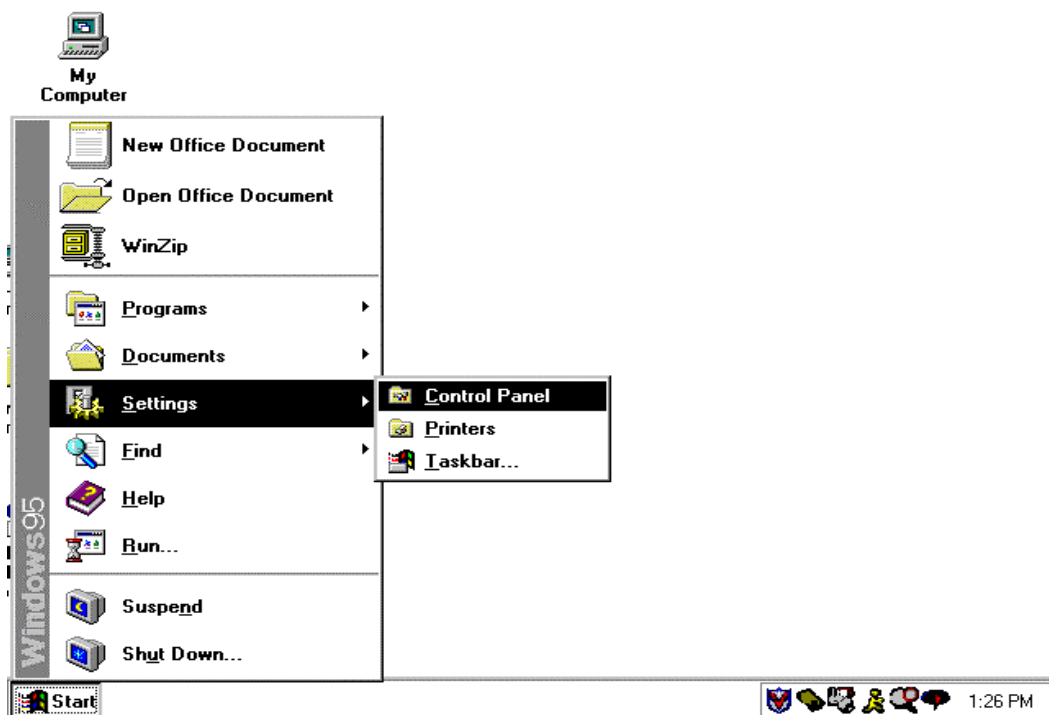 My
Computer
New Office Document
Open Office Document
WinZip
Programs
Documents
Settings
Control Panel
Printers
Taskbar...
Find
Help
Run...
Suspend
Shut Down...
Windows95
Start
1:26 PM